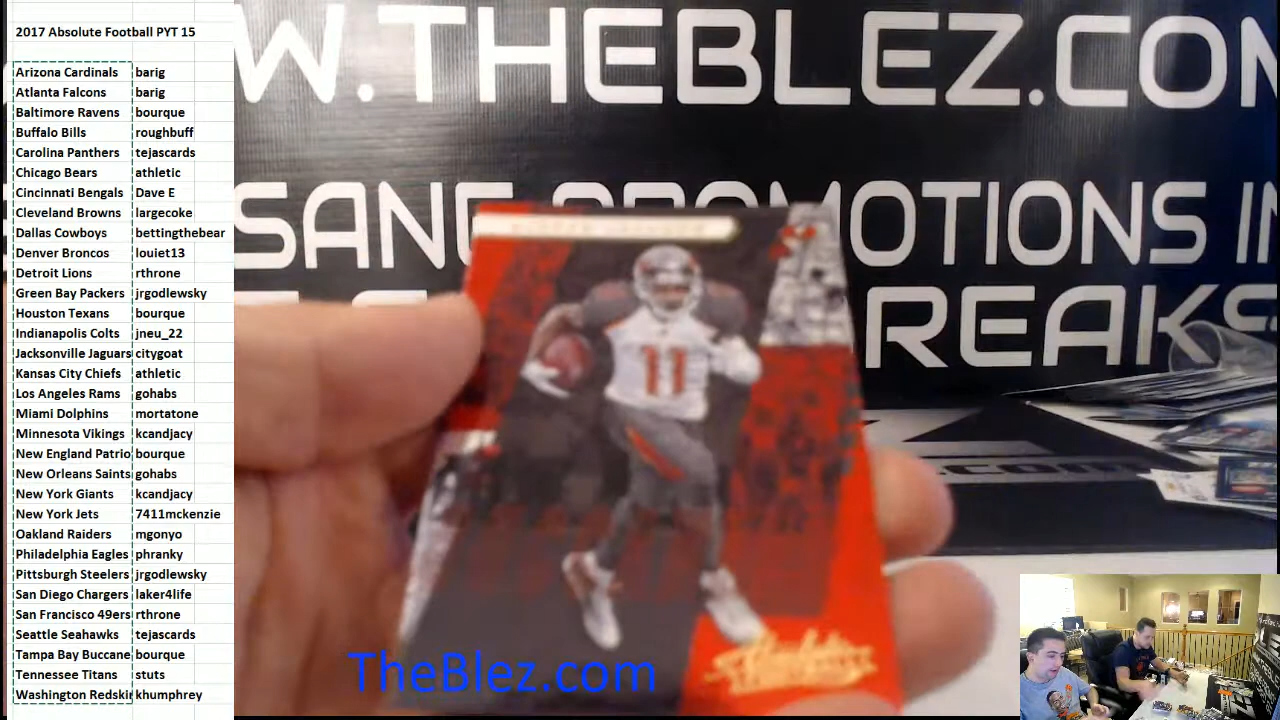 2017 Absolute Football PYT 15
Arizona Cardinals barig
Atlanta Falcons barig
Baltimore Ravens bourque
Buffalo Bills roughbuff
Carolina Panthers tejascards
Chicago Bears athletic
Cincinnati Bengals Dave E
Cleveland Browns largecoke
Dallas Cowboys bettingthebear
Denver Broncos louiet13
Detroit Lions rthrone
Green Bay Packers jrgodlewsky
Houston Texans bourque
Indianapolis Colts jneu_22
Jacksonville Jaguars citygoat
Kansas City Chiefs athletic
Los Angeles Rams gohabs
Miami Dolphins mortatone
Minnesota Vikings kcandjacy
New England Patrio bourque
New Orleans Saints gohabs
New York Giants kcandjacy
New York Jets 7411mckenzie
Oakland Raiders mgonyo
Philadelphia Eagles phranky
Pittsburgh Steelers jrgodlewsky
San Diego Chargers laker4life
San Francisco 49ers rthrone
Seattle Seahawks tejascards
Tampa Bay Buccane bourque
Tennessee Titans stuts
Washington Redski khumphrey
W.THEBLEZ.COM
SANE PROMOTIONS IN
REAKS
11
Absolute
TheBlez.com